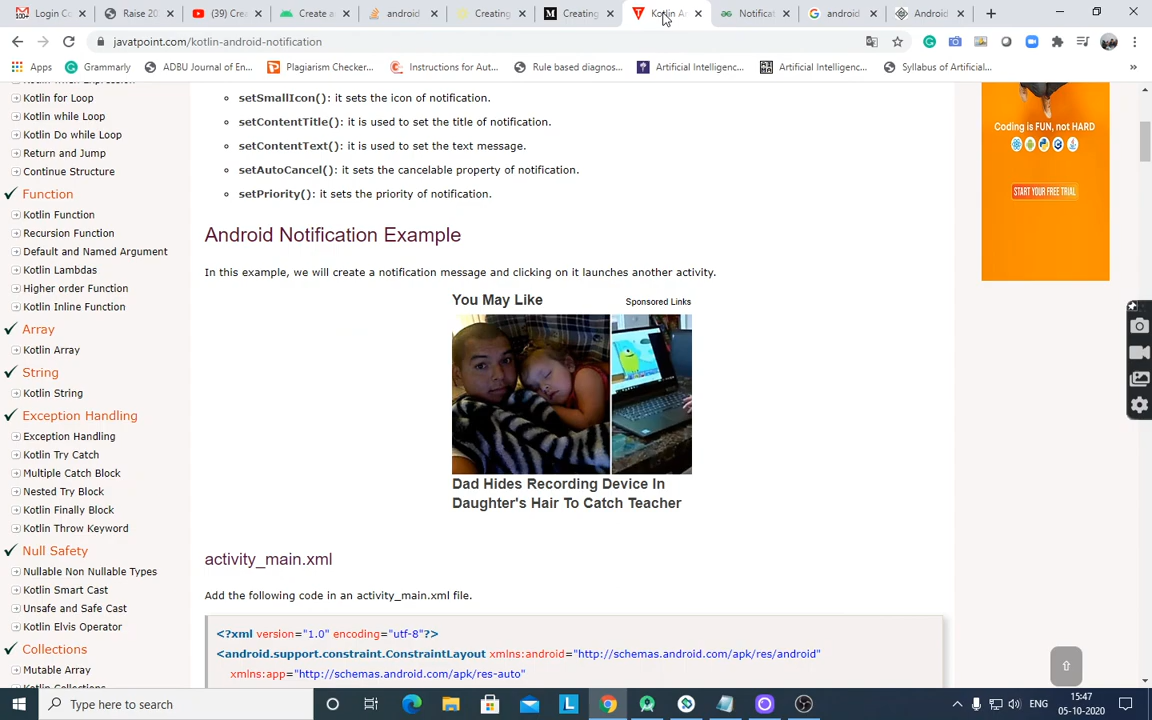 Login Co
Raise 20
(39) Crea
Create a
android
Creating
Creating
Kotlin A
Notificat
android
Android
javatpoint.com/kotlin-android-notification
Apps
Grammarly
ADBU Journal of En...
Plagiarism Checker...
Instructions for Aut...
Rule based diagnos...
Artificial Intelligenc...
Artificial Intelligenc...
Syllabus of Artificial...
Kotlin for Loop
Kotlin while Loop
Kotlin Do while Loop
Return and Jump
Continue Structure
Function
Kotlin Function
Recursion Function
Default and Named Argument
Kotlin Lambdas
Higher order Function
Kotlin Inline Function
Array
Kotlin Array
String
Kotlin String
Exception Handling
Exception Handling
Kotlin Try Catch
Multiple Catch Block
Nested Try Block
Kotlin Finally Block
Kotlin Throw Keyword
Null Safety
Nullable Non Nullable Types
Kotlin Smart Cast
Unsafe and Safe Cast
Kotlin Elvis Operator
Collections
Mutable Array
setSmallIcon(): it sets the icon of notification.
setContentTitle(): it is used to set the title of notification.
setContentText(): it is used to set the text message.
setAutoCancel(): it sets the cancelable property of notification.
setPriority(): it sets the priority of notification.
Android Notification Example
In this example, we will create a notification message and clicking on it launches another activity.
You May Like
Sponsored Links
Dad Hides Recording Device In
Daughter's Hair To Catch Teacher
activity_main.xml
Add the following code in an activity_main.xml file.
<?xml version="1.0" encoding="utf-8"?>
<android.support.constraint.ConstraintLayout xmlns:android="http://schemas.android.com/apk/res/android"
xmlns:app="http://schemas.android.com/apk/res-auto"
Coding is FUN, not HARD
START YOUR FREE TRIAL
Type here to search
ENG
15:47
05-10-2020